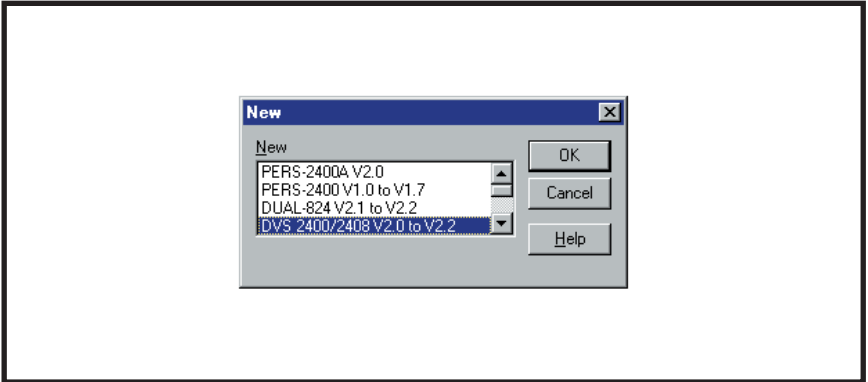 New
New
PERS-2400A V2.0
PERS-2400 V1.0 to V1.7
DUAL-824 V2.1 to V2.2
DVS 2400/2408 V2.0 to V2.2
OK
Cancel
Help